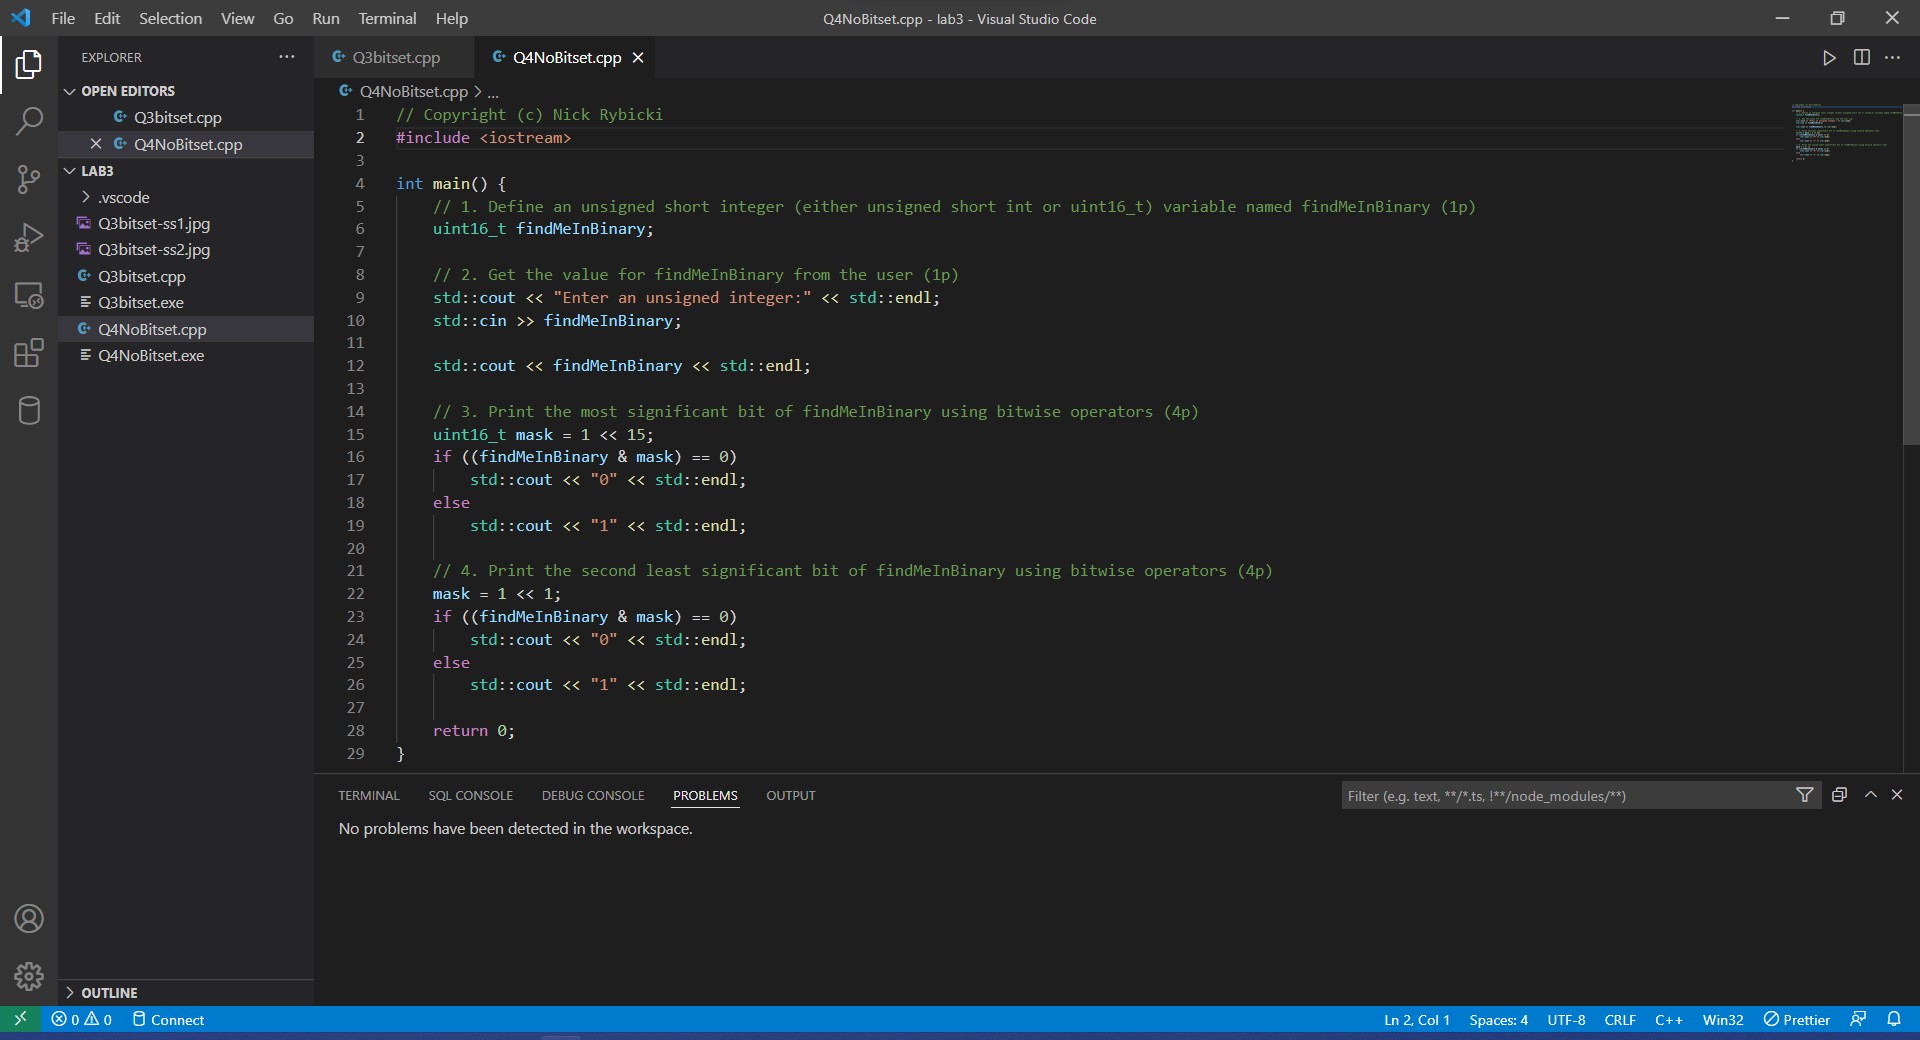 File Edit Selection View Go Run Terminal Help
Q4NoBitset.cpp - lab3 - Visual Studio Code
EXPLORER
OPEN EDITORS
Q3bitset.cpp
Q4NoBitset.cpp
LAB3
.vscode
Q3bitset-ss1.jpg
Q3bitset-ss2.jpg
Q3bitset.cpp
Q3bitset.exe
Q4NoBitset.cpp
Q4NoBitset.exe
OUTLINE
Q3bitset.cpp
Q4NoBitset.cpp
Q4NoBitset.cpp > ...
1 // Copyright (c) Nick Rybicki
2 #include <iostream>
3
4 int main() {
5 // 1. Define an unsigned short integer (either unsigned short int or uint16_t) variable named findMeInBinary (1p)
6 uint16_t findMeInBinary;
7
8 // 2. Get the value for findMeInBinary from the user (1p)
9 std::cout << "Enter an unsigned integer:" << std::endl;
10 std::cin >> findMeInBinary;
11
12 std::cout << findMeInBinary << std::endl;
13
14 // 3. Print the most significant bit of findMeInBinary using bitwise operators (4p)
15 uint16_t mask = 1 << 15;
16 if ((findMeInBinary & mask) == 0)
17 std::cout << "0" << std::endl;
18 else
19 std::cout << "1" << std::endl;
20
21 // 4. Print the second least significant bit of findMeInBinary using bitwise operators (4p)
22 mask = 1 << 1;
23 if ((findMeInBinary & mask) == 0)
24 std::cout << "0" << std::endl;
25 else
26 std::cout << "1" << std::endl;
27
28 return 0;
29 }
TERMINAL SQL CONSOLE DEBUG CONSOLE PROBLEMS OUTPUT
Filter (e.g. text, **/*.ts, !**/node_modules/**)
No problems have been detected in the workspace.
0 0 Connect
Ln 2, Col 1 Spaces: 4 UTF-8 CRLF C++ Win32 Prettier